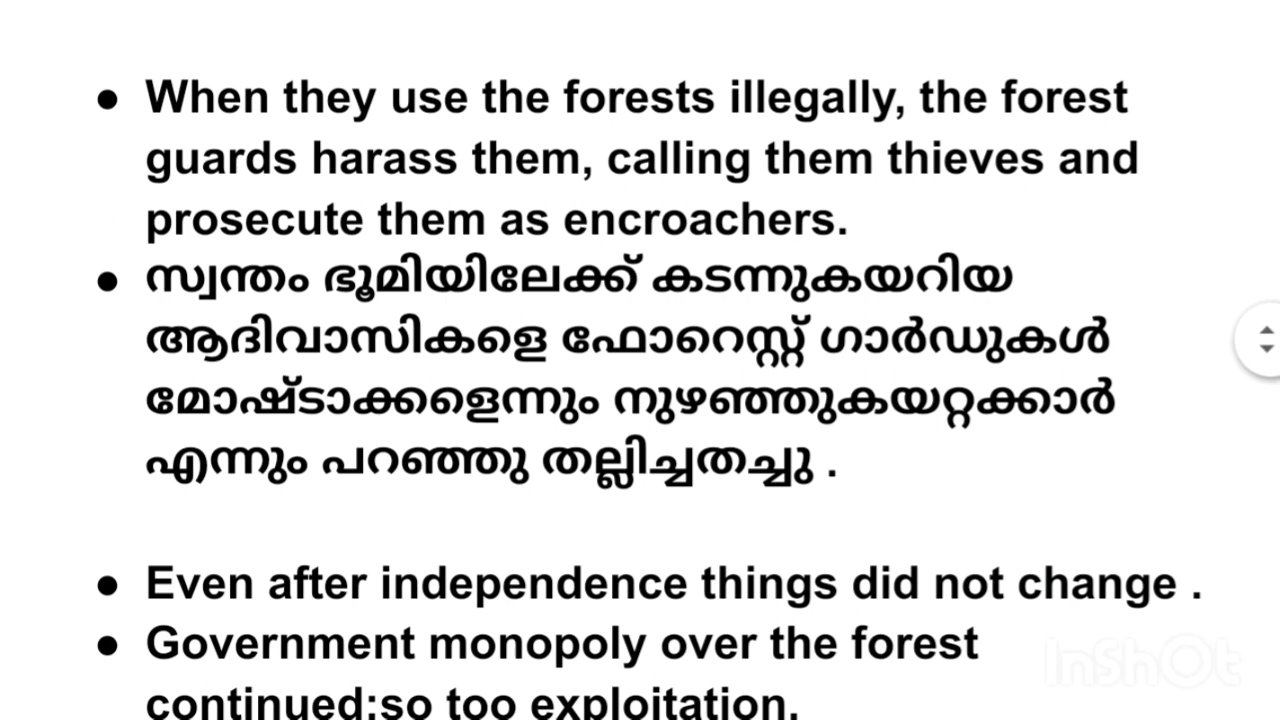 • When they use the forests illegally, the forest
guards harass them, calling them thieves and
prosecute them as encroachers.
• സ്വന്തം ഭൂമിയിലേക്ക് കടന്നുകയറിയ
ആദിവാസികളെ ഫോറെസ്റ്റ് ഗാർഡുകൾ
മോഷ്ടാക്കളെന്നും നുഴഞ്ഞുകയറ്റക്കാർ
എന്നും പറഞ്ഞു തല്ലിച്ചതച്ചു .
• Even after independence things did not change .
• Government monopoly over the forest
continued;so too exploitation.
InShOt